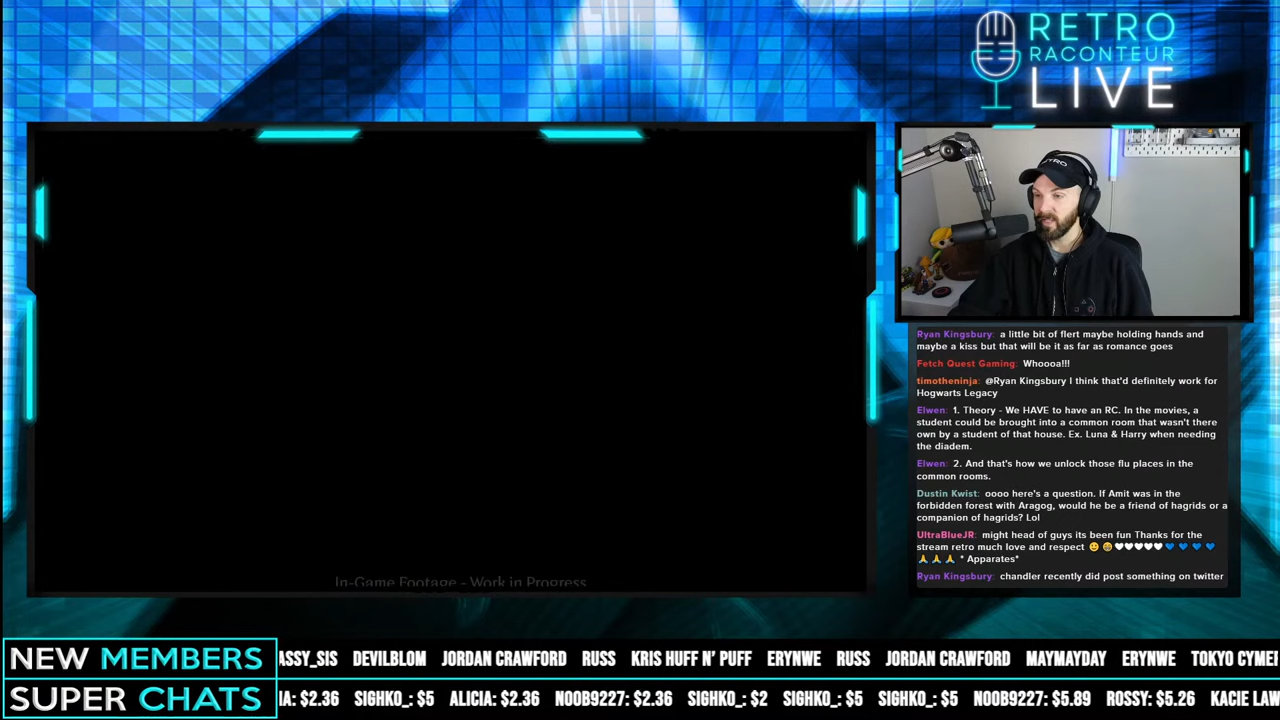 RETRO
RACONTEUR
LIVE
Ryan Kingsbury: a little bit of flert maybe holding hands and
maybe a kiss but that will be it as far as romance goes
Fetch Quest Gaming: Whoooa!!!
timotheninja: @Ryan Kingsbury I think that'd definitely work for
Hogwarts Legacy
Elwen: 1. Theory - We HAVE to have an RC. In the movies, a
student could be brought into a common room that wasn't there
own by a student of that house. Ex. Luna & Harry when needing
the diadem.
Elwen: 2. And that's how we unlock those flu places in the
common rooms.
Dustin Kwist: oooo here's a question. If Amit was in the
forbidden forest with Aragog, would he be a friend of hagrids or a
companion of hagrids? Lol
UltraBlueJR: might head of guys its been fun Thanks for the
stream retro much love and respect 😃 🤓 🤍🤍🤍🤍🤍💙 💙 💙 💙
🙏 🙏 🙏 * Apparates*
Ryan Kingsbury: chandler recently did post something on twitter
In-Game Footage - Work in Progress
NEW MEMBERS ASSY_SIS DEVILBLOM JORDAN CRAWFORD RUSS KRIS HUFF N' PUFF ERYNWE RUSS JORDAN CRAWFORD MAYMAYDAY ERYNWE TOKYO
SUPER CHATS IA: $2.36 SIGHKO_: $5 ALICIA: $2.36 NOOB9227: $2.36 SIGHKO_: $2 SIGHKO_: $5 SIGHKO_: $5 NOOB9227: $5.89 ROSSY: $5.26 KACIE LAW